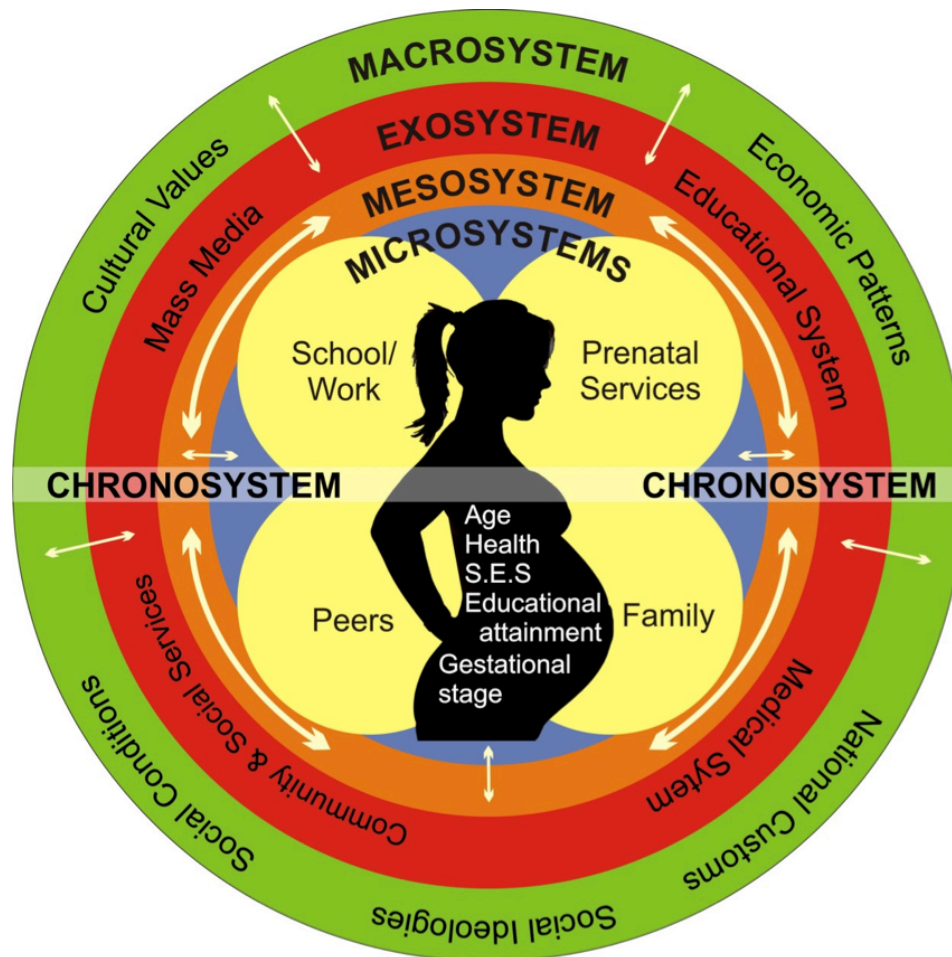 MACROSYSTEM
EXOSYSTEM
MESOSYSTEM
MICROSYSTEMS
Cultural Values
Economic Patterns
Mass Media
Educational System
School/
Work
Prenatal
Services
CHRONOSYSTEM
CHRONOSYSTEM
Age
Health
S.E.S
Educational
attainment
Gestational
stage
Peers
Family
Community & Social Services
Medical Sytem
Social Conditions
National Customs
Social Ideologies